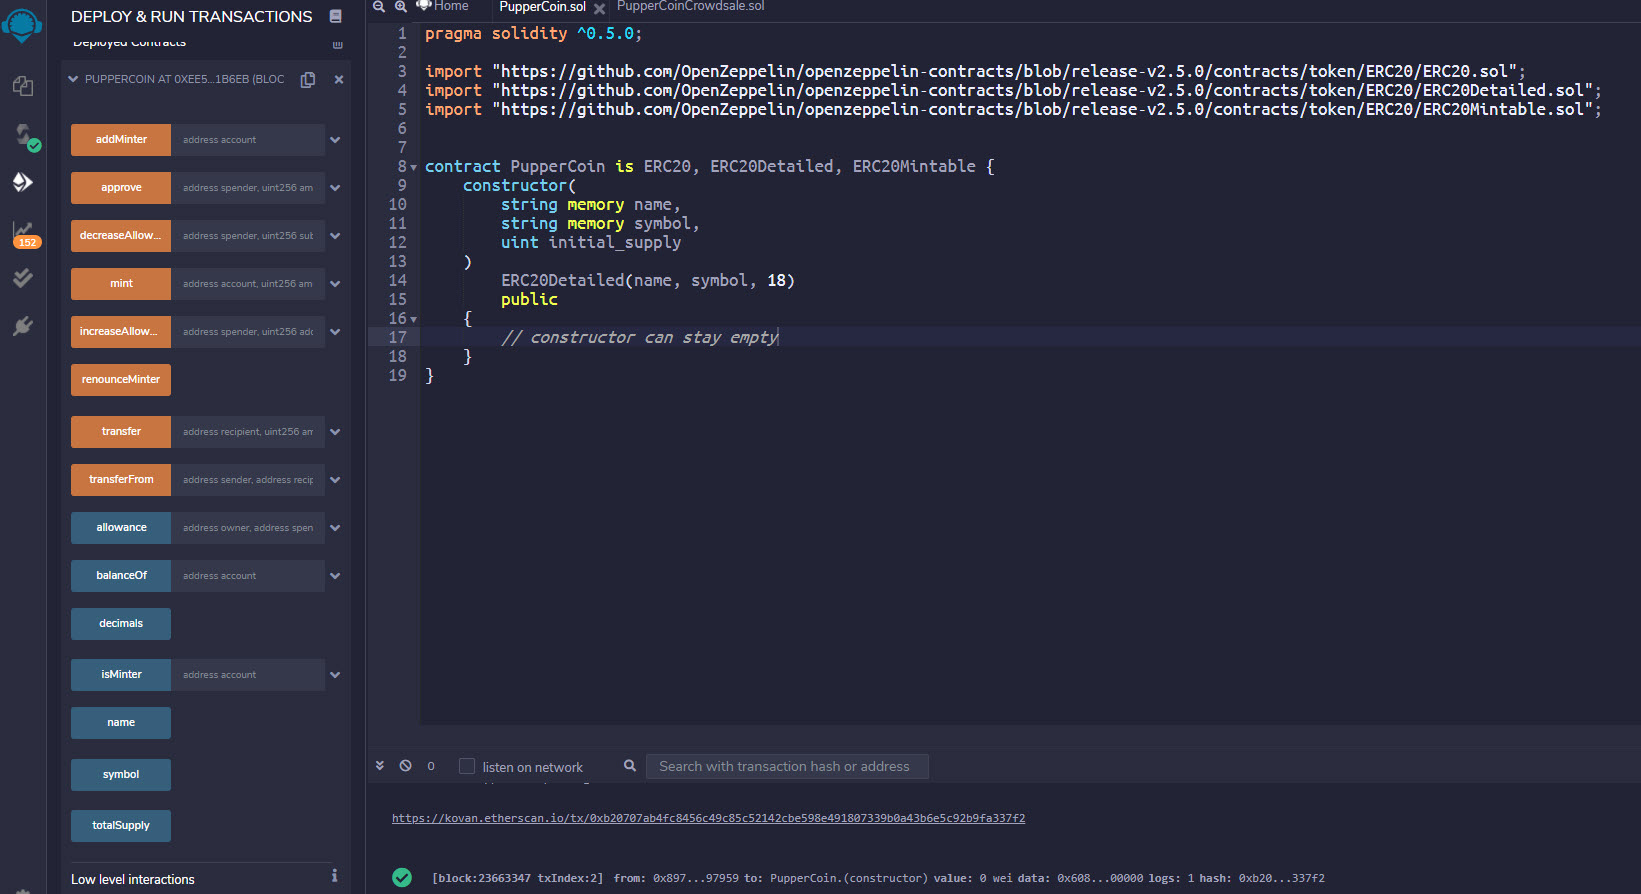 DEPLOY & RUN TRANSACTIONS
Deployed Contracts
PUPPERCOIN AT 0XEE5...1B6EB (BLOC
addMinter address account
approve address spender, uint256 am
decreaseAllow... address spender, uint256 sub
mint address account, uint256 am
increaseAllow... address spender, uint256 adc
renounceMinter
transfer address recipient, uint256 am
transferFrom address sender, address recip
allowance address owner, address spen
balanceOf address account
decimals
isMinter address account
name
symbol
totalSupply
Low level interactions
152
Home PupperCoin.sol PupperCoinCrowdsale.sol
1 pragma solidity ^0.5.0;
2
3 import "https://github.com/OpenZeppelin/openzeppelin-contracts/blob/release-v2.5.0/contracts/token/ERC20/ERC20.sol";
4 import "https://github.com/OpenZeppelin/openzeppelin-contracts/blob/release-v2.5.0/contracts/token/ERC20/ERC20Detailed.sol";
5 import "https://github.com/OpenZeppelin/openzeppelin-contracts/blob/release-v2.5.0/contracts/token/ERC20/ERC20Mintable.sol";
6
7
8 contract PupperCoin is ERC20, ERC20Detailed, ERC20Mintable {
9 constructor(
10 string memory name,
11 string memory symbol,
12 uint initial_supply
13 )
14 ERC20Detailed(name, symbol, 18)
15 public
16 {
17 // constructor can stay empty
18 }
19 }
0 listen on network Search with transaction hash or address
https://kovan.etherscan.io/tx/0xb20707ab4fc8456c49c85c52142cbe598e491807339b0a43b6e5c92b9fa337f2
[block:23663347 txIndex:2] from: 0x897...97959 to: PupperCoin.(constructor) value: 0 wei data: 0x608...00000 logs: 1 hash: 0xb20...337f2